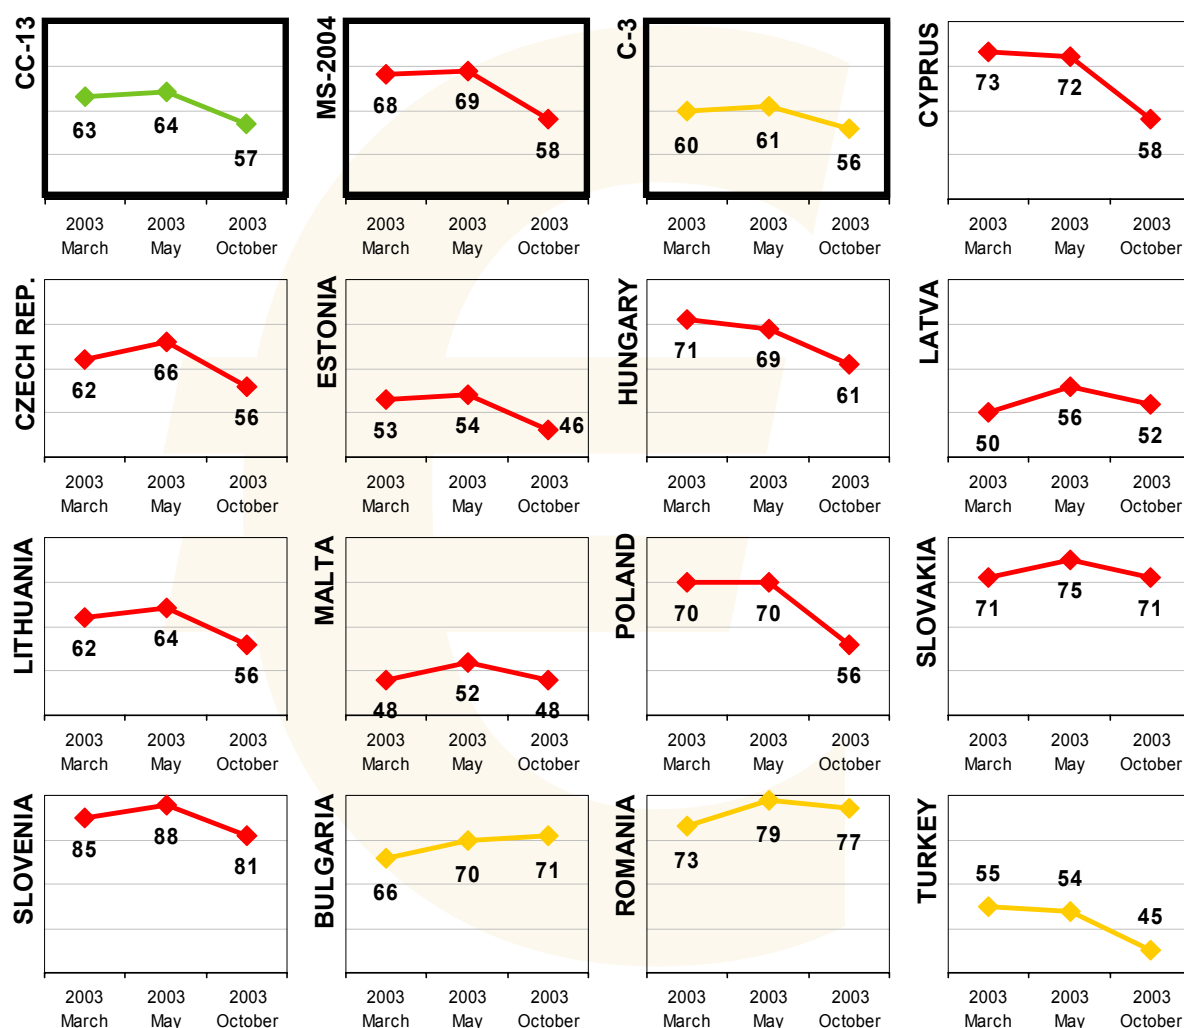 CC-13
63
64
57
2003
March
2003
May
2003
October
MS-2004
68
69
58
2003
March
2003
May
2003
October
C-3
60
61
56
2003
March
2003
May
2003
October
CYPRUS
73
72
58
2003
March
2003
May
2003
October
CZECH REP.
62
66
56
2003
March
2003
May
2003
October
ESTONIA
53
54
46
2003
March
2003
May
2003
October
HUNGARY
71
69
61
2003
March
2003
May
2003
October
LATVA
50
56
52
2003
March
2003
May
2003
October
LITHUANIA
62
64
56
2003
March
2003
May
2003
October
MALTA
48
52
48
2003
March
2003
May
2003
October
POLAND
70
70
56
2003
March
2003
May
2003
October
SLOVAKIA
71
75
71
2003
March
2003
May
2003
October
SLOVENIA
85
88
81
2003
March
2003
May
2003
October
BULGARIA
66
70
71
2003
March
2003
May
2003
October
ROMANIA
73
79
77
2003
March
2003
May
2003
October
TURKEY
55
54
45
2003
March
2003
May
2003
October